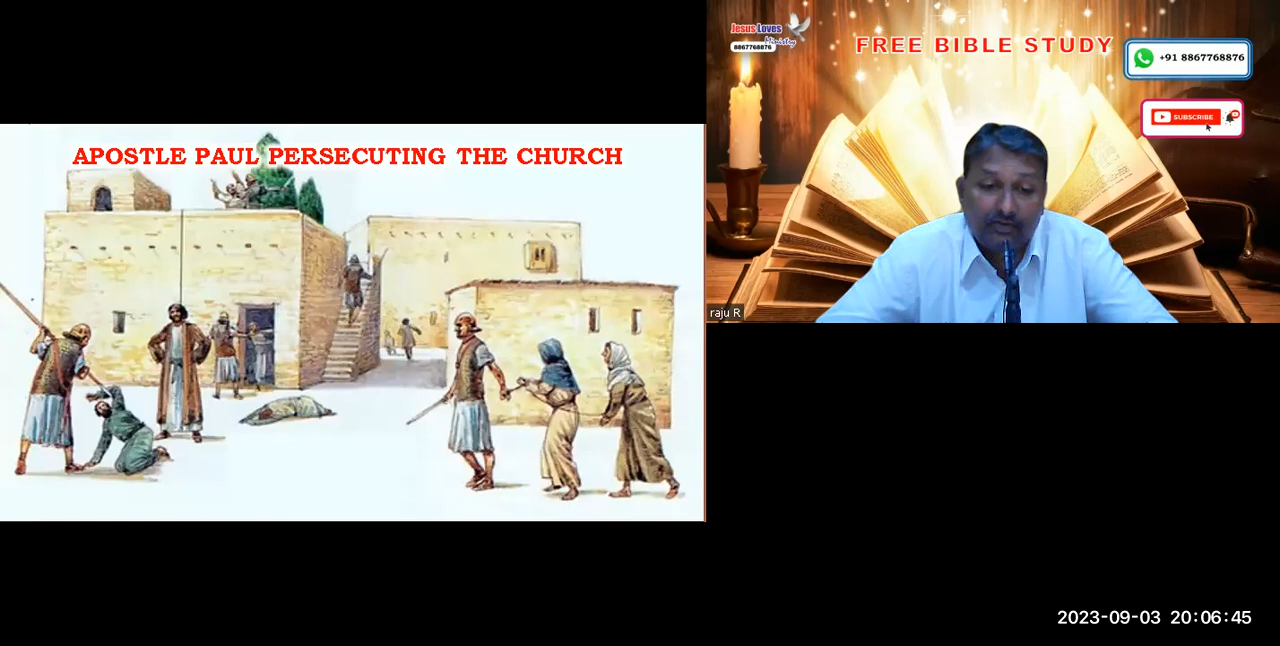 APOSTLE PAUL PERSECUTING THE CHURCH
Jesus Loves
Ministry
8867768876
FREE BIBLE STUDY
+91 8867768876
SUBSCRIBE
raju R
2023-09-03 20:06:45